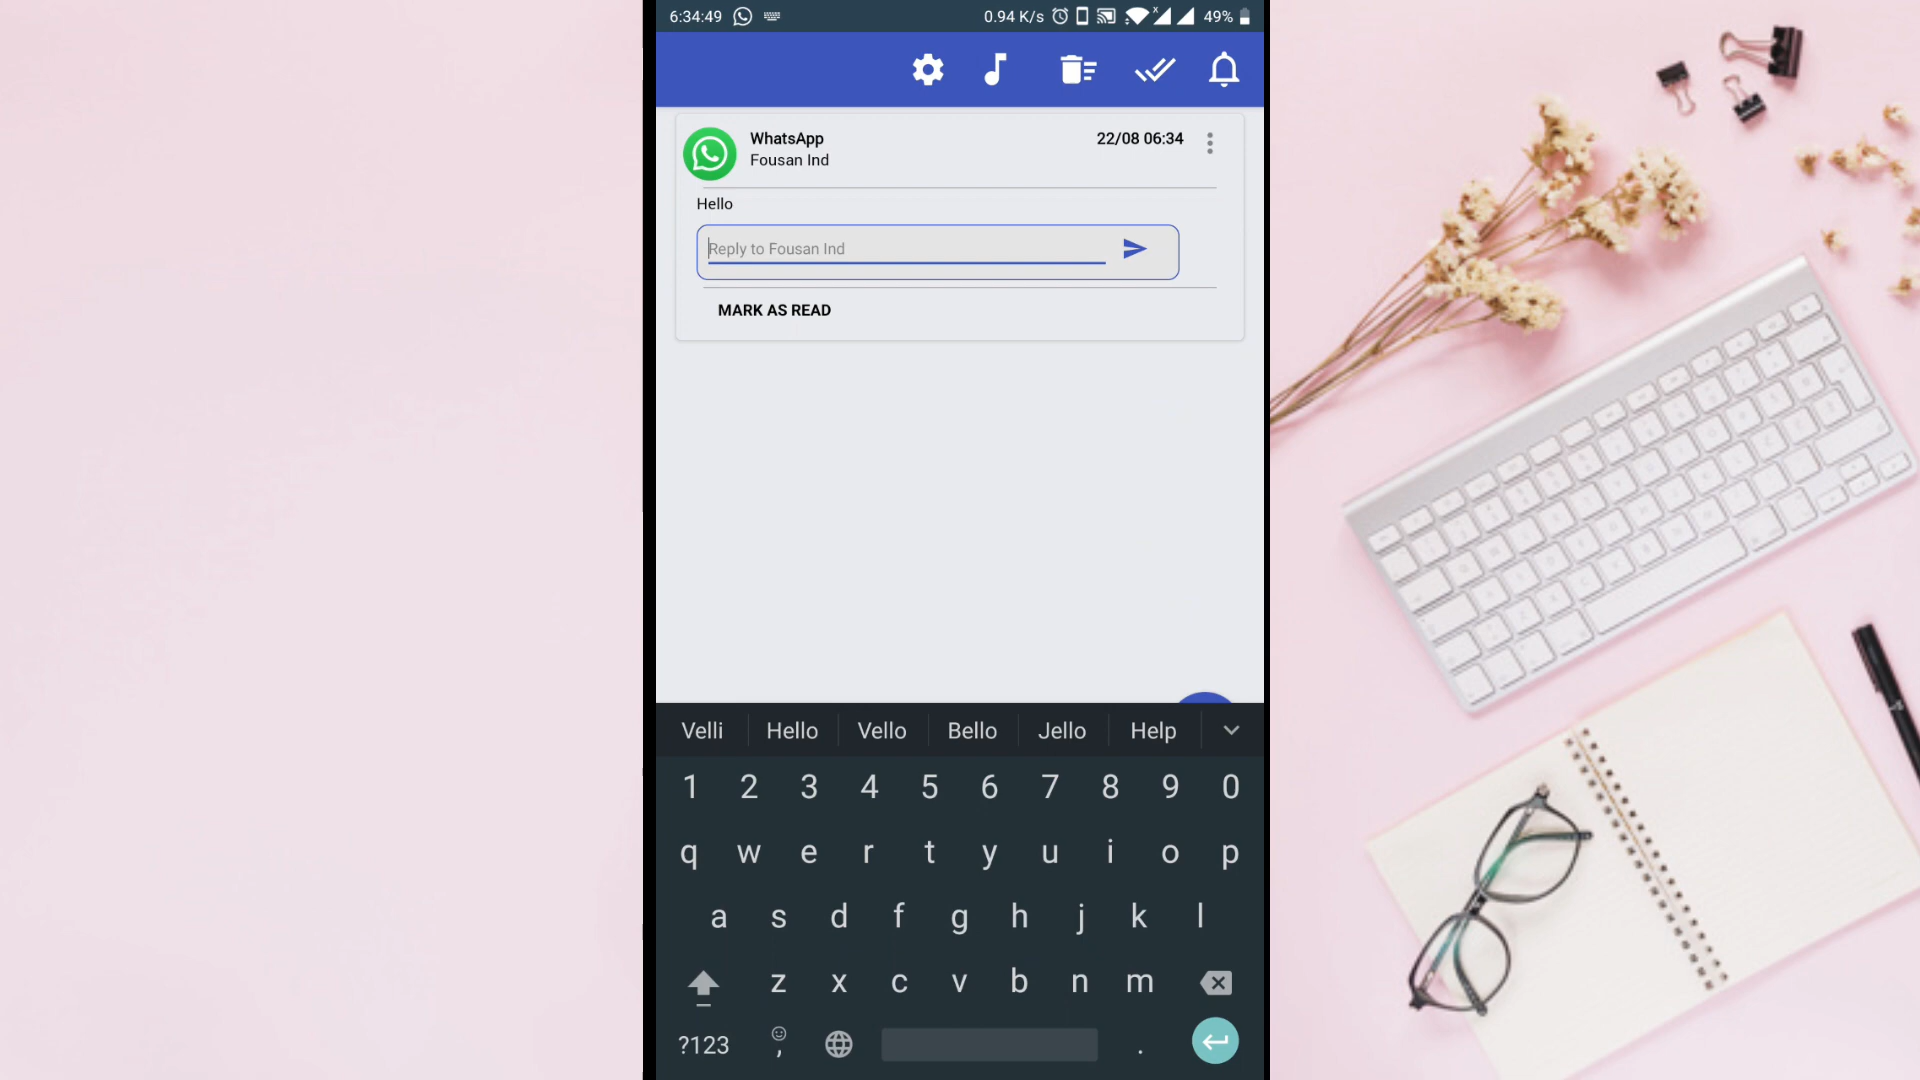 6:34:49 0.94 K/s x 49%
WhatsApp 22/08 06:34
Fousan Ind
Hello
Reply to Fousan Ind
MARK AS READ
Velli Hello Vello Bello Jello Help
1 2 3 4 5 6 7 8 9 0
q w e r t y u i o p
a s d f g h j k l
z x c v b n m
?123 , .